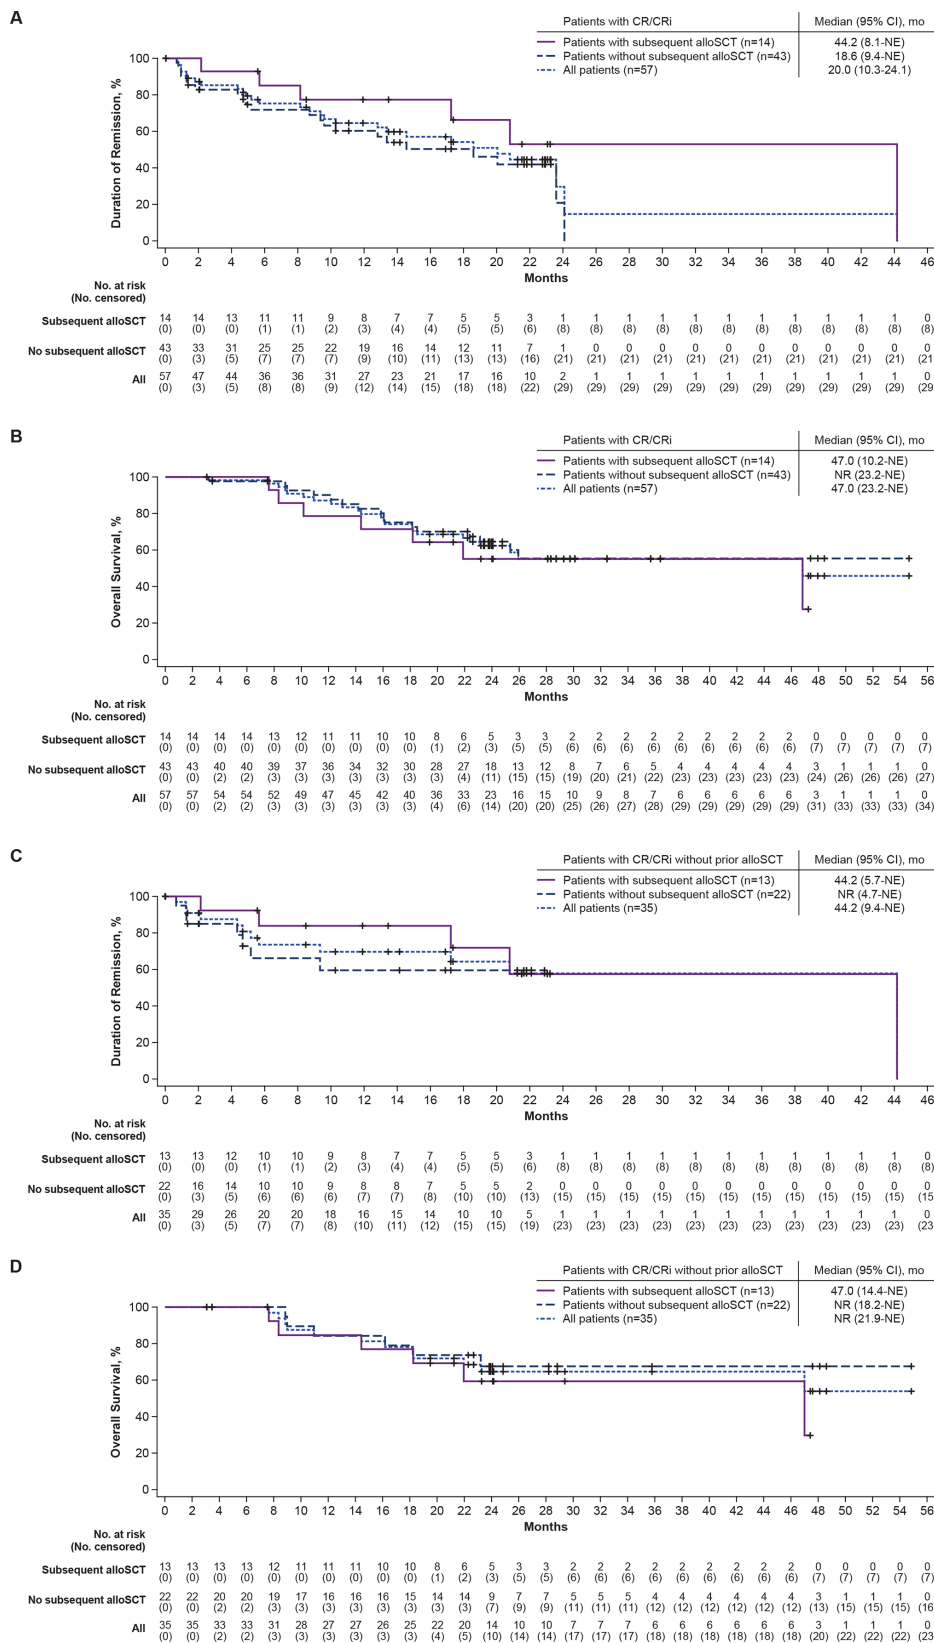 A
Patients with CR/CRi Median (95% CI), mo
Patients with subsequent alloSCT (n=14) 44.2 (8.1-NE)
Patients without subsequent alloSCT (n=43) 18.6 (9.4-NE)
All patients (n=57) 20.0 (10.3-24.1)
Duration of Remission, %
100
80
60
40
20
0
0 2 4 6 8 10 12 14 16 18 20 22 24 26 28 30 32 34 36 38 40 42 44 46
Months
No. at risk
(No. censored)
Subsequent alloSCT 14 14 13 11 11 9 8 7 7 5 5 3 1 1 1 1 1 1 1 1 1 1 1 0
(0) (0) (0) (1) (1) (2) (3) (4) (4) (5) (5) (6) (8) (8) (8) (8) (8) (8) (8) (8) (8) (8) (8) (8)
No subsequent alloSCT 43 33 31 25 25 22 19 16 14 12 11 7 1 0 0 0 0 0 0 0 0 0 0 0
(0) (3) (5) (7) (7) (7) (9) (10) (11) (13) (13) (16) (21) (21) (21) (21) (21) (21) (21) (21) (21) (21) (21) (21
All 57 47 44 36 36 31 27 23 21 17 16 10 2 1 1 1 1 1 1 1 1 1 1 0
(0) (3) (5) (8) (8) (9) (12) (14) (15) (18) (18) (22) (29) (29) (29) (29) (29) (29) (29) (29) (29) (29) (29) (29
B
Patients with CR/CRi Median (95% CI), mo
Patients with subsequent alloSCT (n=14) 47.0 (10.2-NE)
Patients without subsequent alloSCT (n=43) NR (23.2-NE)
All patients (n=57) 47.0 (23.2-NE)
Overall Survival, %
100
80
60
40
20
0
0 2 4 6 8 10 12 14 16 18 20 22 24 26 28 30 32 34 36 38 40 42 44 46 48 50 52 54 56
Months
No. at risk
(No. censored)
Subsequent alloSCT 14 14 14 14 13 12 11 11 10 10 8 6 5 3 3 2 2 2 2 2 2 2 2 2 0 0 0 0 0
(0) (0) (0) (0) (0) (0) (0) (0) (0) (0) (1) (2) (3) (5) (5) (6) (6) (6) (6) (6) (6) (6) (6) (6) (7) (7) (7) (7) (7)
No subsequent alloSCT 43 43 40 40 39 37 36 34 32 30 28 27 18 13 12 8 7 6 5 4 4 4 4 4 3 1 1 1 0
(0) (0) (2) (2) (3) (3) (3) (3) (3) (3) (3) (4) (11) (15) (15) (19) (20) (21) (22) (23) (23) (23) (23) (23) (24) (26) (26) (26) (27)
All 57 57 54 54 52 49 47 45 42 40 36 33 23 16 15 10 9 8 7 6 6 6 6 6 3 1 1 1 0
(0) (0) (2) (2) (3) (3) (3) (3) (3) (3) (4) (6) (14) (20) (20) (25) (26) (27) (28) (29) (29) (29) (29) (29) (31) (33) (33) (33) (34)
C
Patients with CR/CRi without prior alloSCT Median (95% CI), mo
Patients with subsequent alloSCT (n=13) 44.2 (5.7-NE)
Patients without subsequent alloSCT (n=22) NR (4.7-NE)
All patients (n=35) 44.2 (9.4-NE)
Duration of Remission, %
100
80
60
40
20
0
0 2 4 6 8 10 12 14 16 18 20 22 24 26 28 30 32 34 36 38 40 42 44 46
Months
No. at risk
(No. censored)
Subsequent alloSCT 13 13 12 10 10 9 8 7 7 5 5 3 1 1 1 1 1 1 1 1 1 1 1 0
(0) (0) (0) (1) (1) (2) (3) (4) (4) (5) (5) (6) (8) (8) (8) (8) (8) (8) (8) (8) (8) (8) (8) (8)
No subsequent alloSCT 22 16 14 10 10 9 8 8 7 5 5 2 0 0 0 0 0 0 0 0 0 0 0 0
(0) (3) (5) (6) (6) (6) (7) (7) (8) (10) (10) (13) (15) (15) (15) (15) (15) (15) (15) (15) (15) (15) (15) (15
All 35 29 26 20 20 18 16 15 14 10 10 5 1 1 1 1 1 1 1 1 1 1 1 0
(0) (3) (5) (7) (7) (8) (10) (11) (12) (15) (15) (19) (23) (23) (23) (23) (23) (23) (23) (23) (23) (23) (23) (23
D
Patients with CR/CRi without prior alloSCT Median (95% CI), mo
Patients with subsequent alloSCT (n=13) 47.0 (14.4-NE)
Patients without subsequent alloSCT (n=22) NR (18.2-NE)
All patients (n=35) NR (21.9-NE)
Overall Survival, %
100
80
60
40
20
0
0 2 4 6 8 10 12 14 16 18 20 22 24 26 28 30 32 34 36 38 40 42 44 46 48 50 52 54 56
Months
No. at risk
(No. censored)
Subsequent alloSCT 13 13 13 13 12 11 11 11 10 10 8 6 5 3 3 2 2 2 2 2 2 2 2 2 0 0 0 0 0
(0) (0) (0) (0) (0) (0) (0) (0) (0) (0) (1) (2) (3) (5) (5) (6) (6) (6) (6) (6) (6) (6) (6) (6) (7) (7) (7) (7) (7)
No subsequent alloSCT 22 22 20 20 19 17 16 16 16 15 14 14 9 7 7 5 5 5 4 4 4 4 4 4 3 1 1 1 0
(0) (0) (2) (2) (3) (3) (3) (3) (3) (3) (3) (3) (7) (9) (9) (11) (11) (11) (12) (12) (12) (12) (12) (12) (13) (15) (15) (15) (16
All 35 35 33 33 31 28 27 27 26 25 22 20 14 10 10 7 7 7 6 6 6 6 6 6 3 1 1 1 0
(0) (0) (2) (2) (3) (3) (3) (3) (3) (3) (4) (5) (10) (14) (14) (17) (17) (17) (18) (18) (18) (18) (18) (18) (20) (22) (22) (22) (23